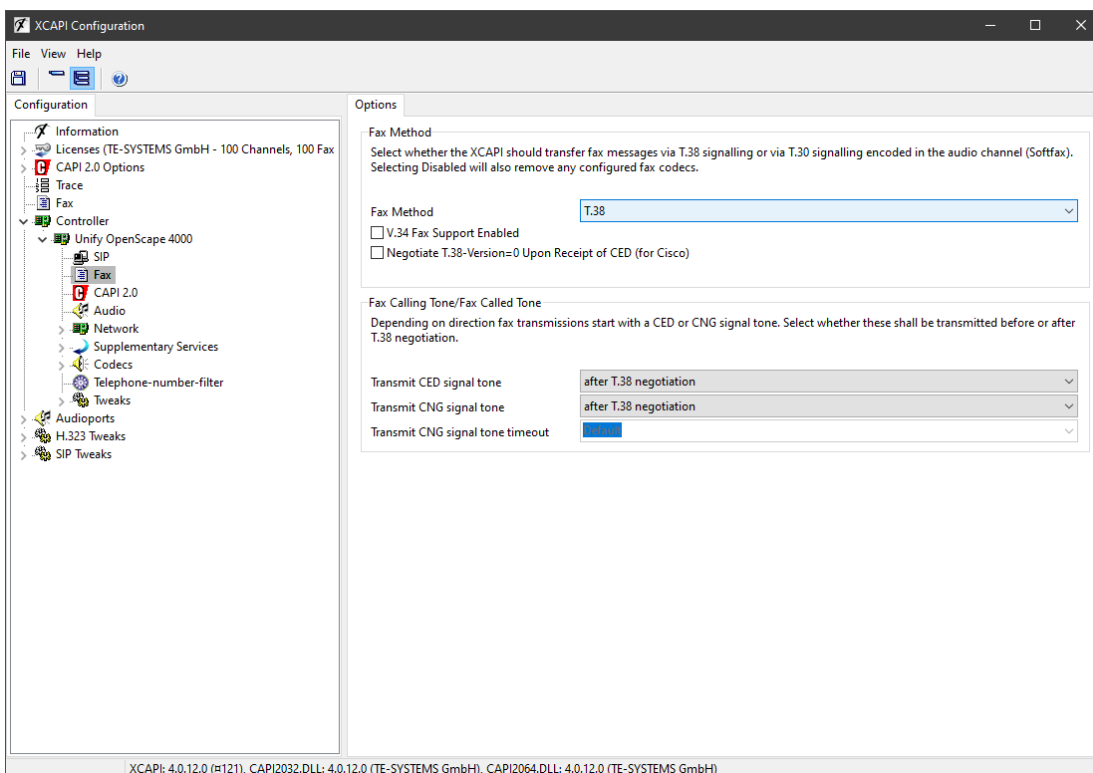 XCAPI Configuration
File View Help
Configuration
Information
Licenses (TE-SYSTEMS GmbH - 100 Channels, 100 Fax
CAPI 2.0 Options
Trace
Fax
Controller
Unify OpenScape 4000
SIP
Fax
CAPI 2.0
Audio
Network
Supplementary Services
Codecs
Telephone-number-filter
Tweaks
Audioports
H.323 Tweaks
SIP Tweaks
Options
Fax Method
Select whether the XCAPI should transfer fax messages via T.38 signalling or via T.30 signalling encoded in the audio channel (Softfax).
Selecting Disabled will also remove any configured fax codecs.
Fax Method T.38
V.34 Fax Support Enabled
Negotiate T.38-Version=0 Upon Receipt of CED (for Cisco)
Fax Calling Tone/Fax Called Tone
Depending on direction fax transmissions start with a CED or CNG signal tone. Select whether these shall be transmitted before or after
T.38 negotiation.
Transmit CED signal tone after T.38 negotiation
Transmit CNG signal tone after T.38 negotiation
Transmit CNG signal tone timeout Default
XCAPI: 4.0.12.0 (¤121), CAPI2032.DLL: 4.0.12.0 (TE-SYSTEMS GmbH), CAPI2064.DLL: 4.0.12.0 (TE-SYSTEMS GmbH)